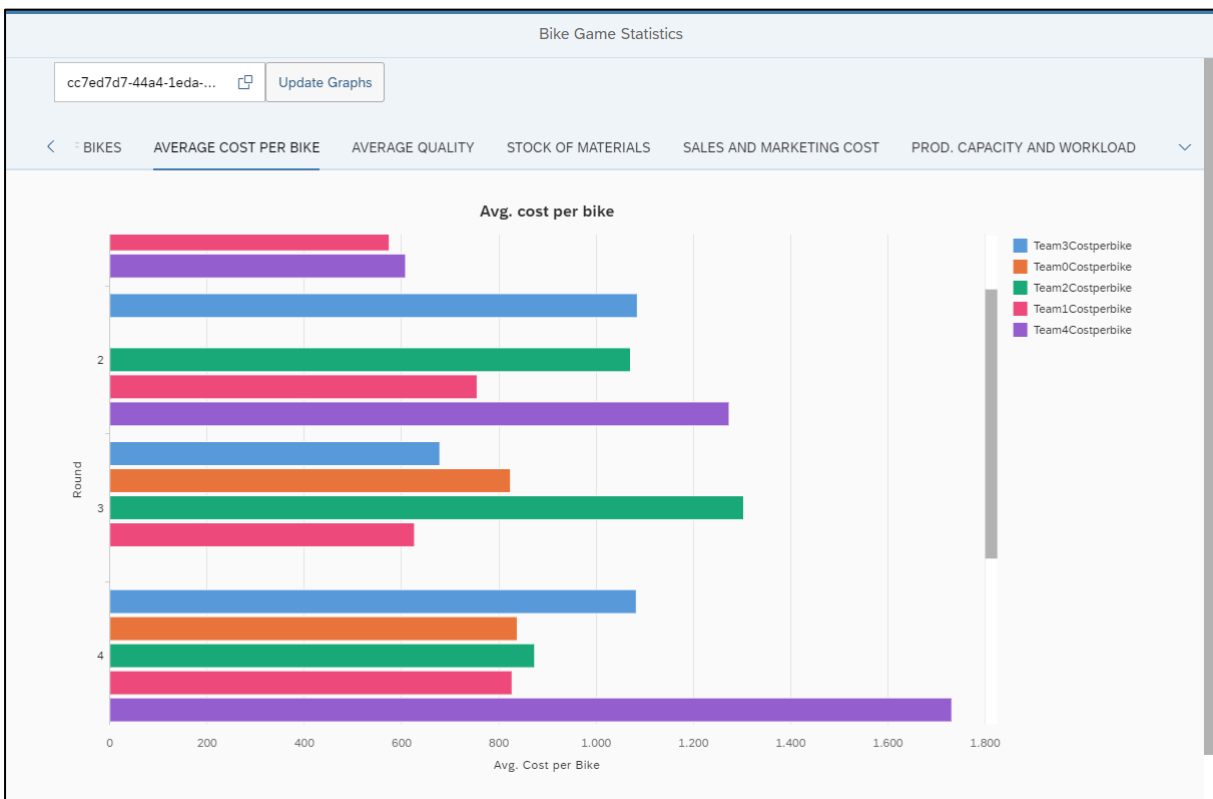 Bike Game Statistics
cc7ed7d7-44a4-1eda-...
Update Graphs
BIKES
AVERAGE COST PER BIKE
AVERAGE QUALITY
STOCK OF MATERIALS
SALES AND MARKETING COST
PROD. CAPACITY AND WORKLOAD
Avg. cost per bike
Team3Costperbike
Team0Costperbike
Team2Costperbike
Team1Costperbike
Team4Costperbike
Round
2
3
4
0
200
400
600
800
1.000
1.200
1.400
1.600
1.800
Avg. Cost per Bike